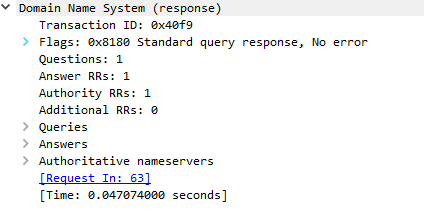 Domain Name System (response)
Transaction ID: 0x40f9
Flags: 0x8180 Standard query response, No error
Questions: 1
Answer RRs: 1
Authority RRs: 1
Additional RRs: 0
Queries
Answers
Authoritative nameservers
[Request In: 63]
[Time: 0.047074000 seconds]